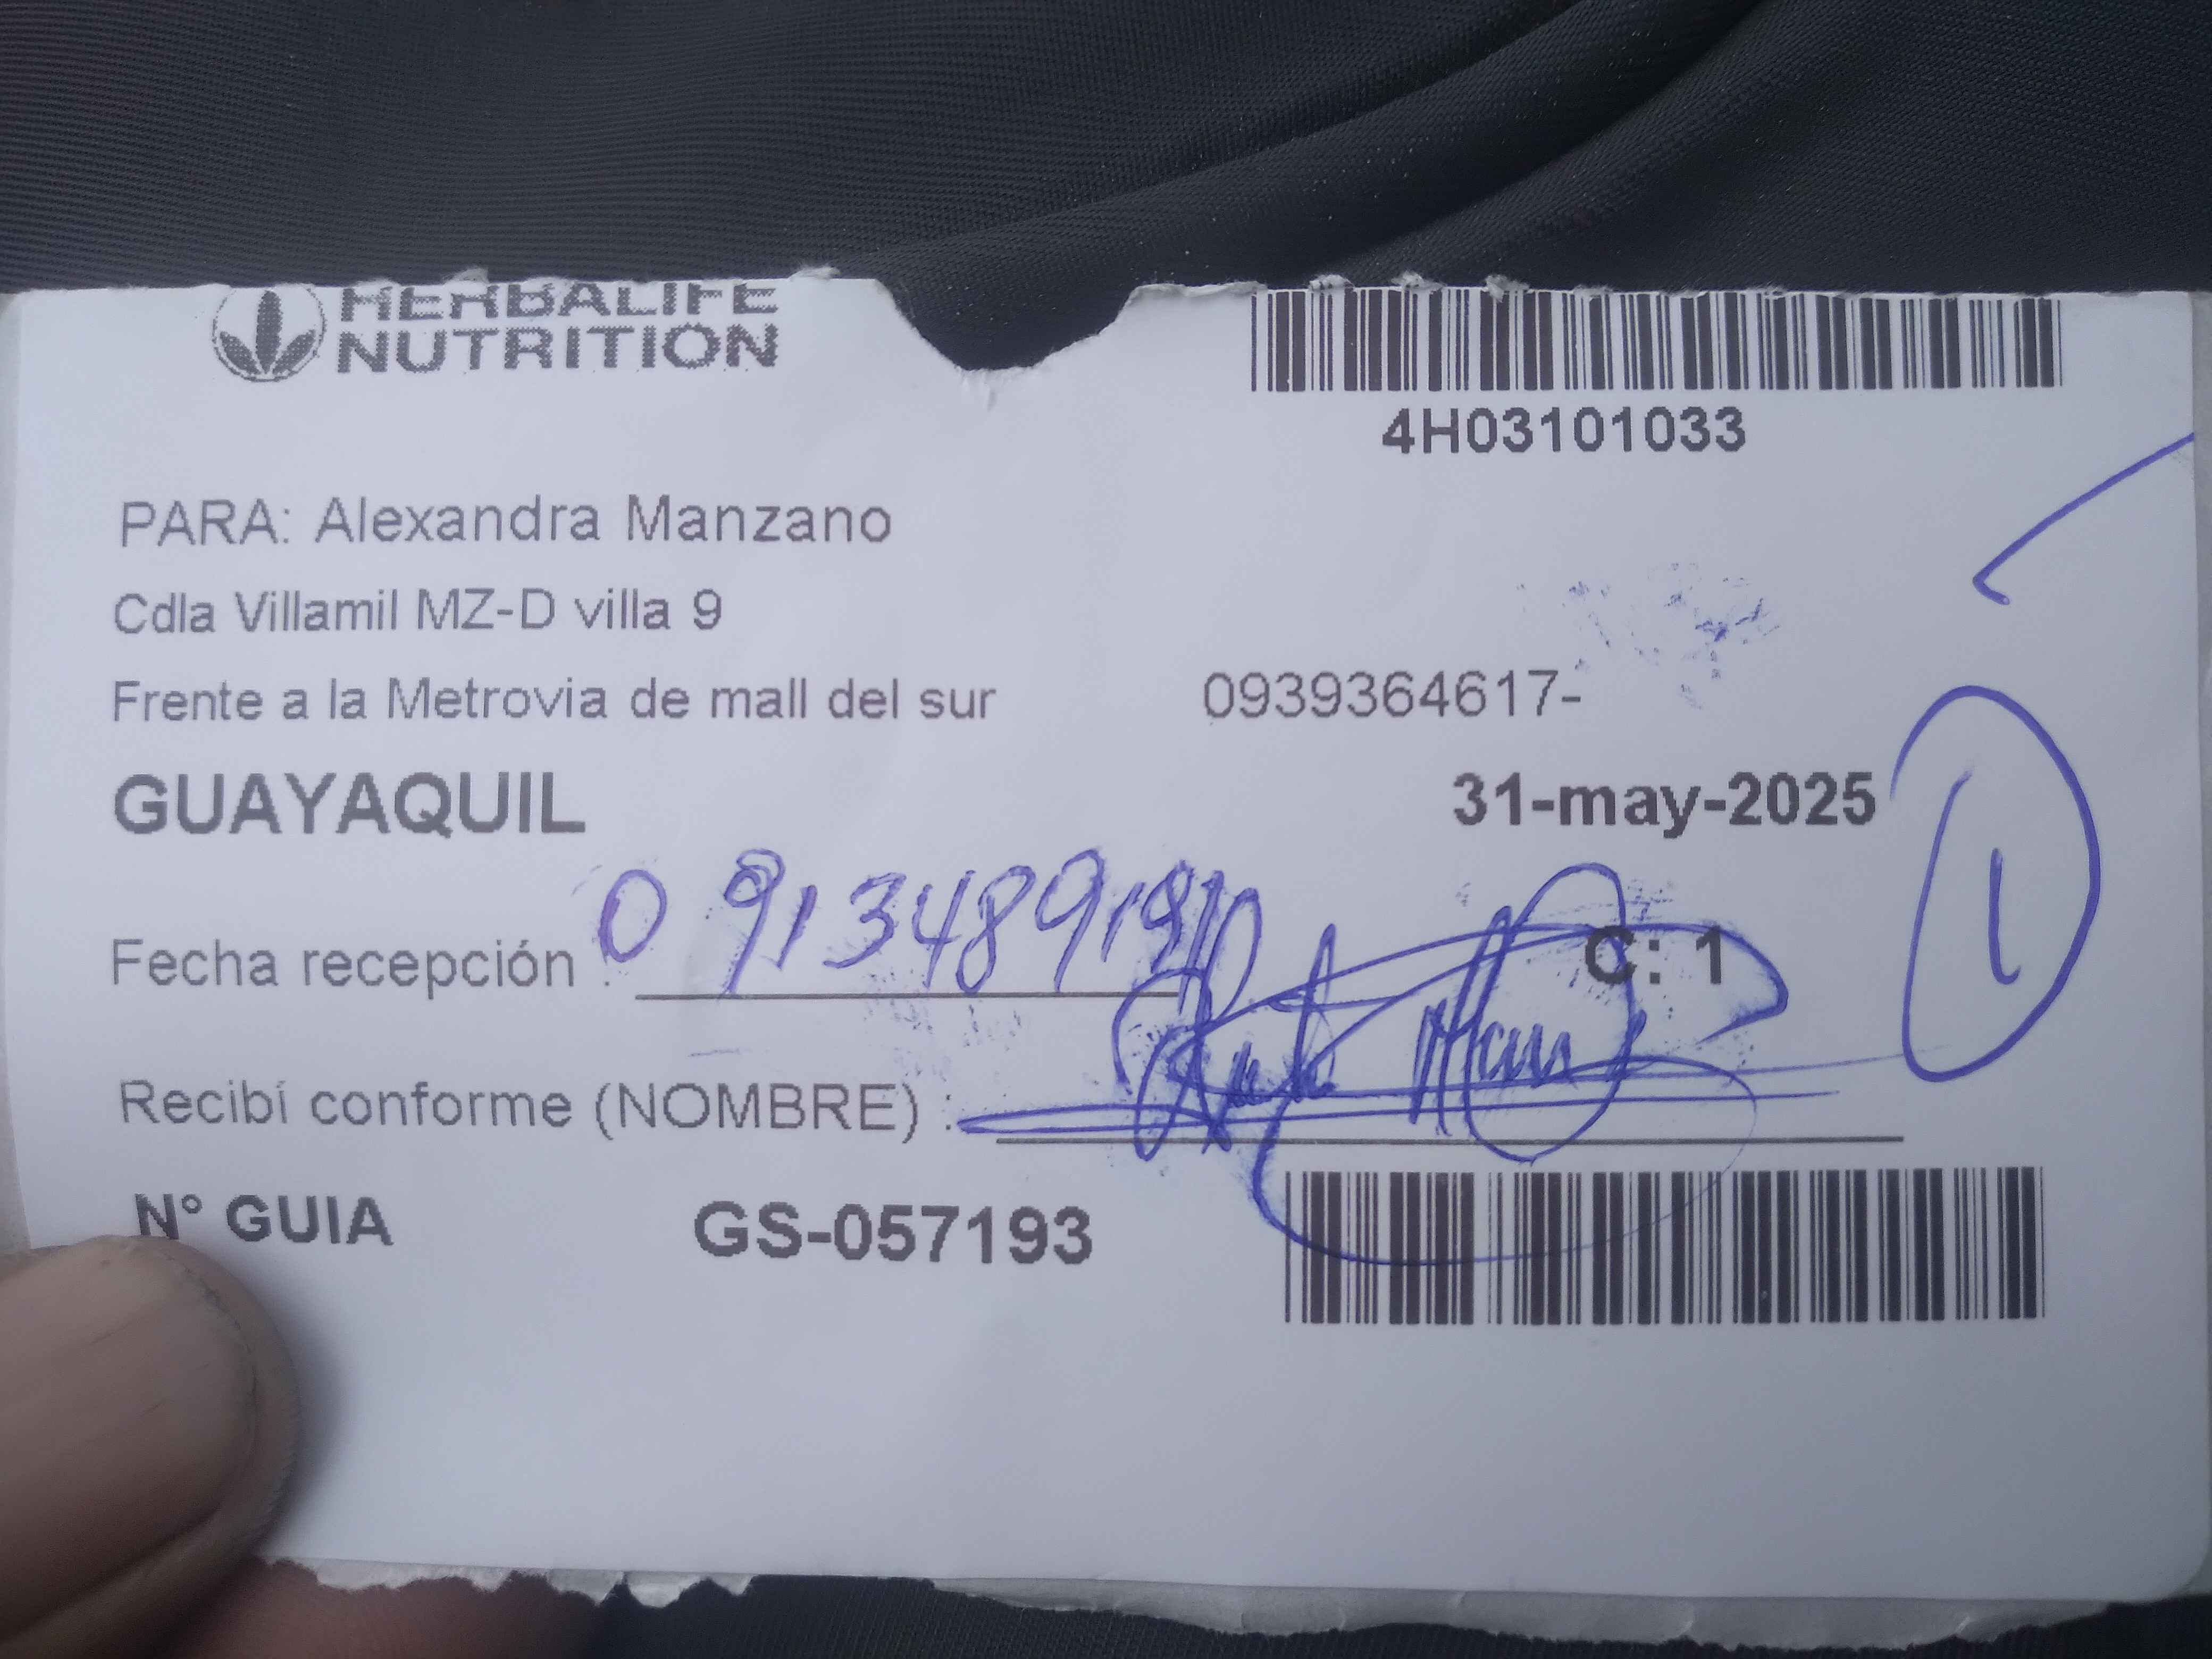 HERBALIFE
NUTRITION
4H03101033
PARA: Alexandra Manzano
Cdla Villamil MZ-D villa 9
Frente a la Metrovia de mall del sur 0939364617-
GUAYAQUIL 31-may-2025
1
Fecha recepción :
C: 1
Recibí conforme (NOMBRE) :
N° GUIA GS-057193